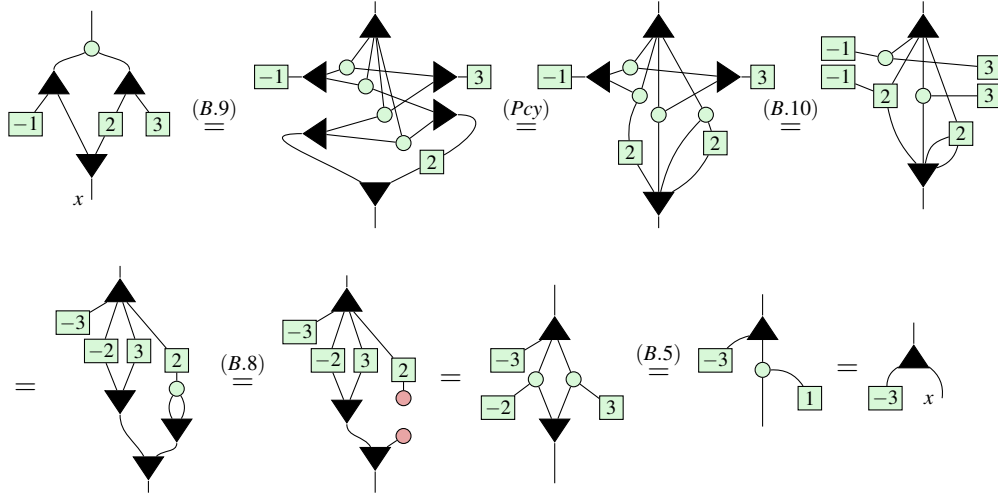 −1 2 3 x (B.9) = −1 3 2 (Pcy) = −1 3 2 2 (B.10) = −1 −1 3 3 2 2
= −3 −2 3 2 (B.8) = −3 −2 3 2 = −3 −2 3 (B.5) = −3 1 = −3 x